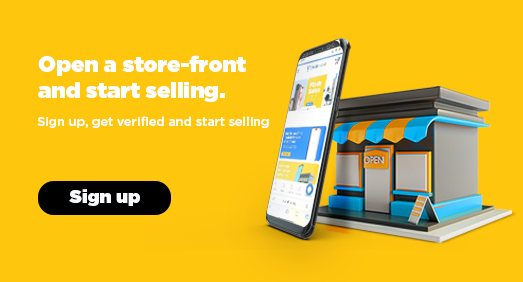 Open a store-front
and start selling.
Sign up, get verified and start selling
Sign up
OPEN